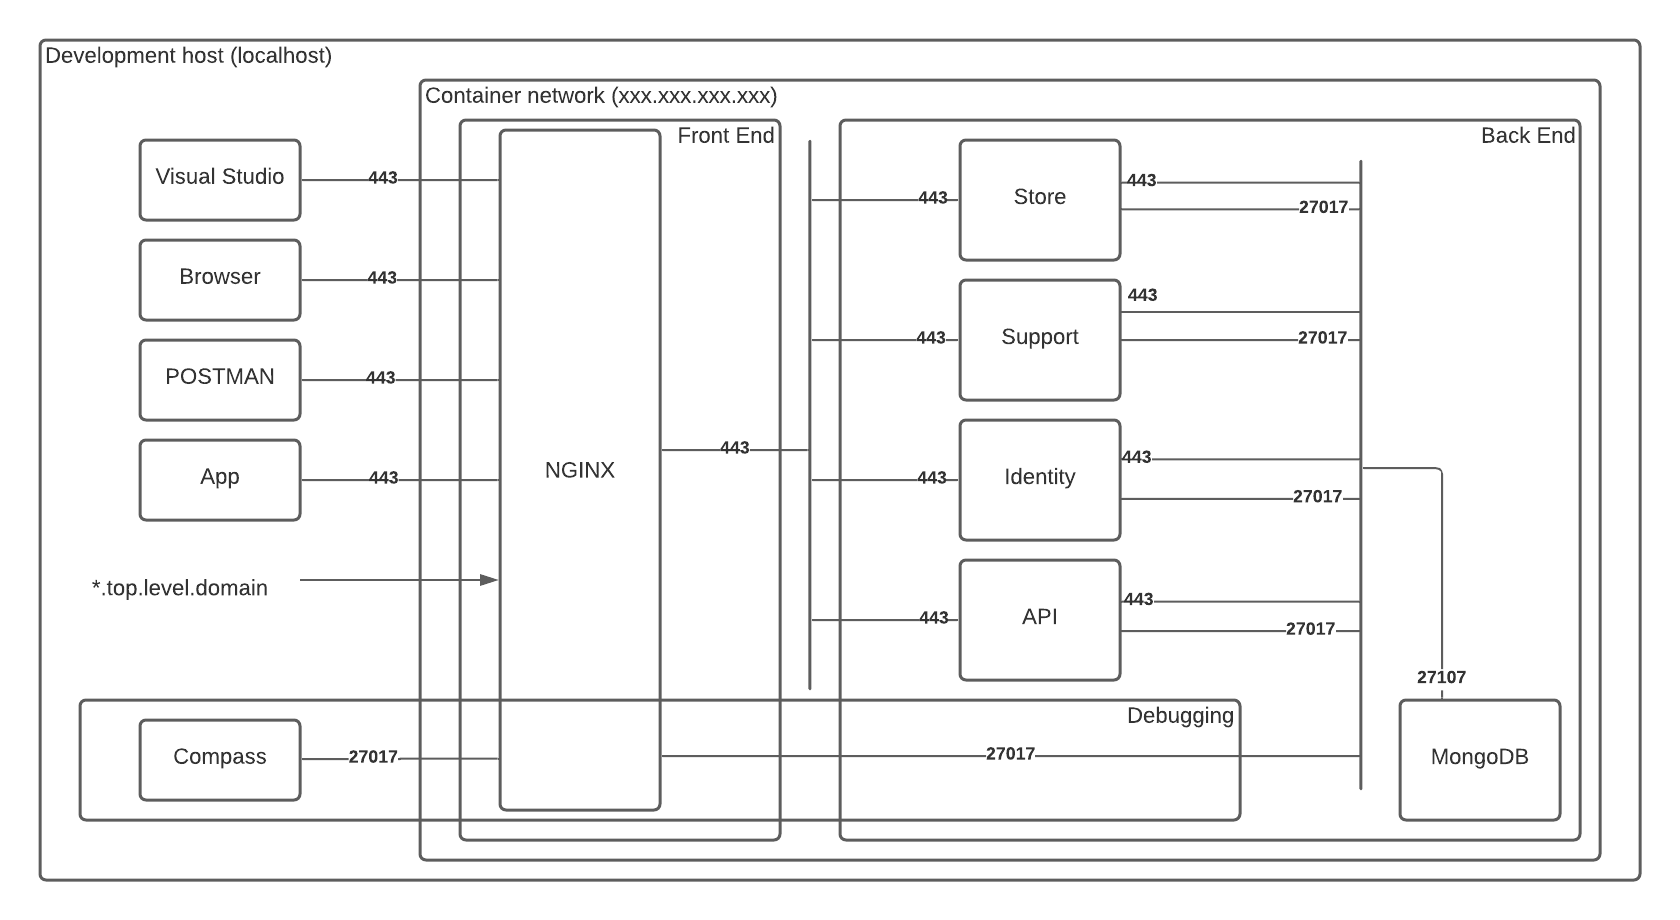 Development host (localhost)
Container network (xxx.xxx.xxx.xxx)
Front End
Back End
Visual Studio
443
Browser
443
POSTMAN
443
App
443
*.top.level.domain
NGINX
443
443
Store
443
27017
443
Support
443
27017
443
Identity
443
27017
443
API
443
27017
27107
MongoDB
Debugging
Compass
27017
27017